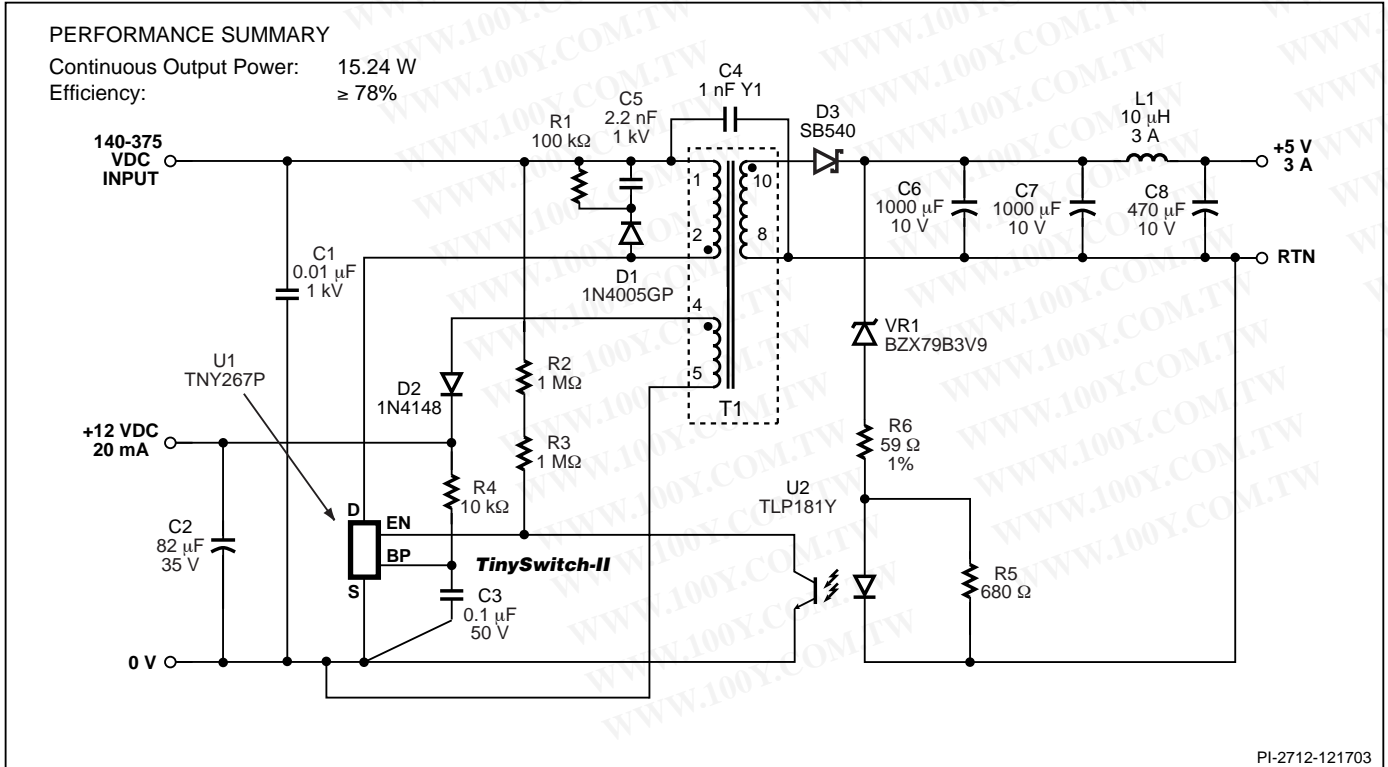 PERFORMANCE SUMMARY
Continuous Output Power: 15.24 W
Efficiency: ≥ 78%
140-375
VDC
INPUT
C1
0.01 μF
1 kV
R1
100 kΩ
C5
2.2 nF
1 kV
D1
1N4005GP
C4
1 nF Y1
1
2
4
5
10
8
T1
D3
SB540
C6
1000 μF
10 V
C7
1000 μF
10 V
L1
10 μH
3 A
C8
470 μF
10 V
+5 V
3 A
RTN
VR1
BZX79B3V9
R6
59 Ω
1%
R5
680 Ω
U2
TLP181Y
R2
1 MΩ
R3
1 MΩ
D2
1N4148
R4
10 kΩ
U1
TNY267P
+12 VDC
20 mA
C2
82 μF
35 V
D
EN
BP
S
TinySwitch-II
C3
0.1 μF
50 V
0 V
PI-2712-121703
WWW.100Y.COM.TW